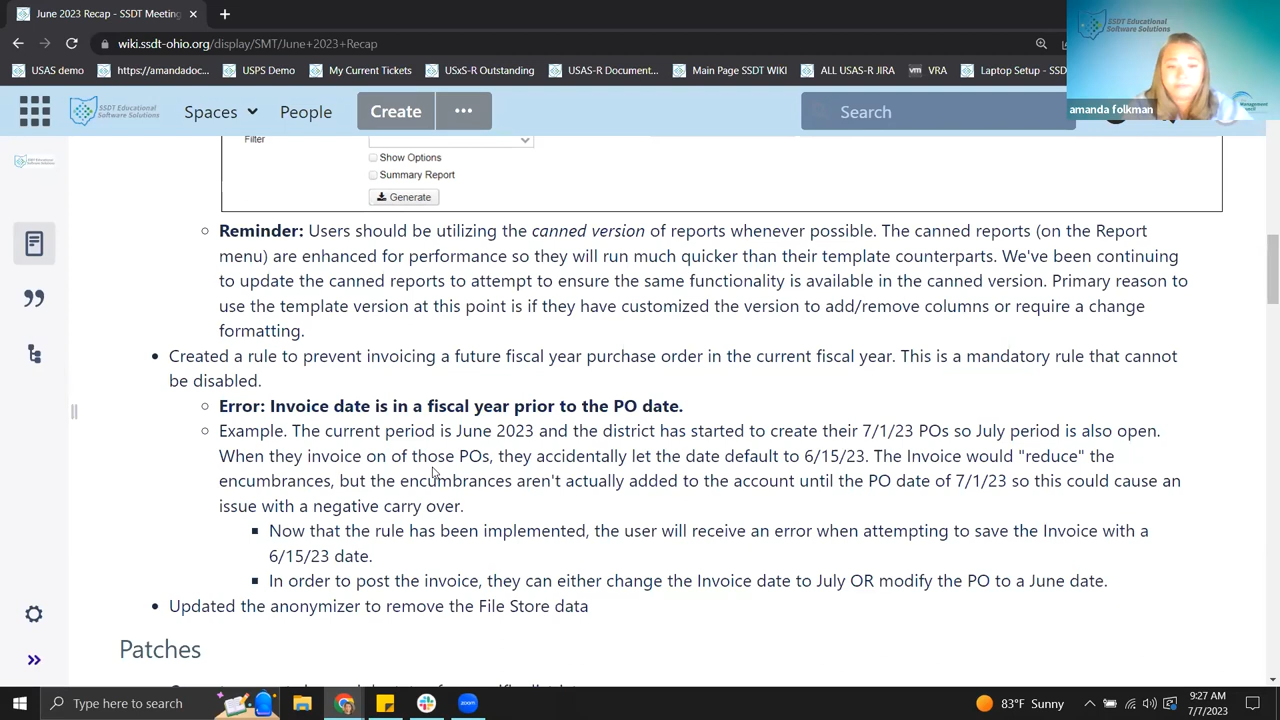 June 2023 Recap - SSDT Meeting
wiki.ssdt-ohio.org/display/SMT/June+2023+Recap
USAS demo
https://amandadoc...
USPS Demo
My Current Tickets
USxS Outstanding
USAS-R Document...
Main Page SSDT WIKI
ALL USAS-R JIRA
vm VRA
Laptop Setup - SSD
SSDT Educational
Software Solutions
amanda folkman
Management
SSDT Educational
Software Solutions
Spaces
People
Create
Search
Filter
Show Options
Summary Report
Generate
Reminder: Users should be utilizing the canned version of reports whenever possible. The canned reports (on the Report
menu) are enhanced for performance so they will run much quicker than their template counterparts. We've been continuing
to update the canned reports to attempt to ensure the same functionality is available in the canned version. Primary reason to
use the template version at this point is if they have customized the version to add/remove columns or require a change
formatting.
Created a rule to prevent invoicing a future fiscal year purchase order in the current fiscal year. This is a mandatory rule that cannot
be disabled.
Error: Invoice date is in a fiscal year prior to the PO date.
Example. The current period is June 2023 and the district has started to create their 7/1/23 POs so July period is also open.
When they invoice on of those POs, they accidentally let the date default to 6/15/23. The Invoice would "reduce" the
encumbrances, but the encumbrances aren't actually added to the account until the PO date of 7/1/23 so this could cause an
issue with a negative carry over.
Now that the rule has been implemented, the user will receive an error when attempting to save the Invoice with a
6/15/23 date.
In order to post the invoice, they can either change the Invoice date to July OR modify the PO to a June date.
Updated the anonymizer to remove the File Store data
Patches
Type here to search
zoom
83°F Sunny
9:27 AM
7/7/2023